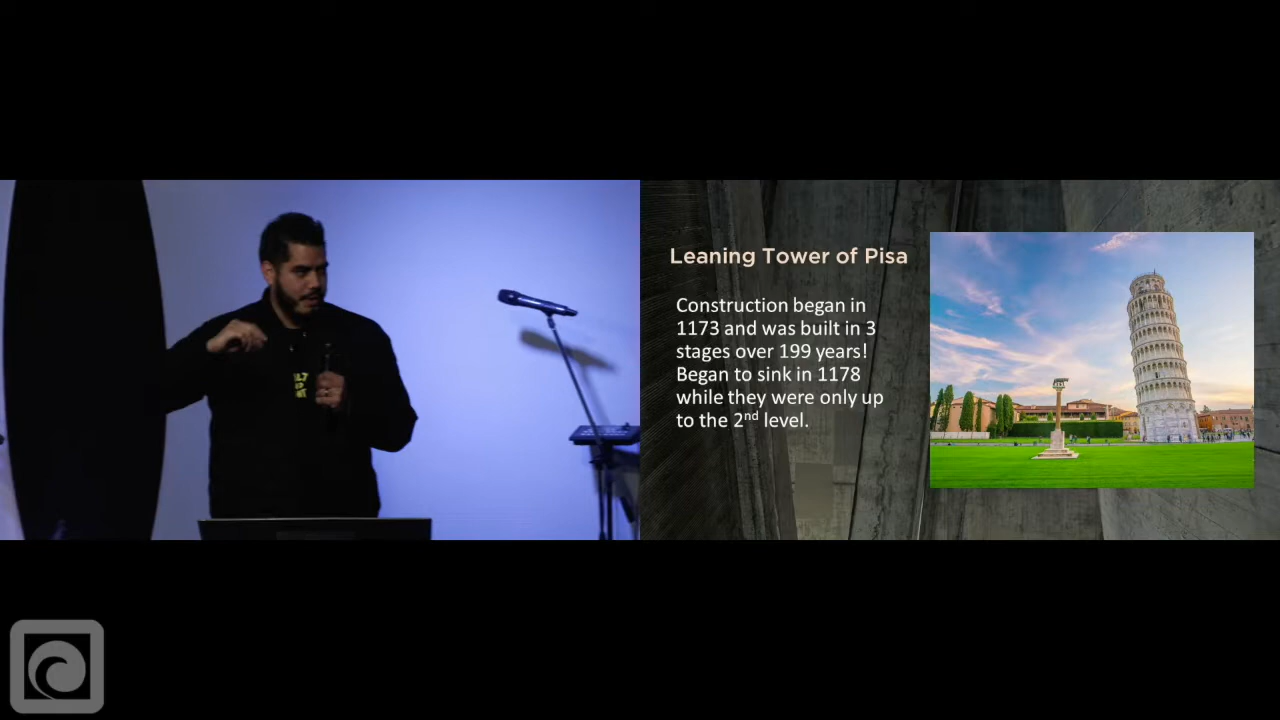 Leaning Tower of Pisa
Construction began in
1173 and was built in 3
stages over 199 years!
Began to sink in 1178
while they were only up
to the 2nd level.